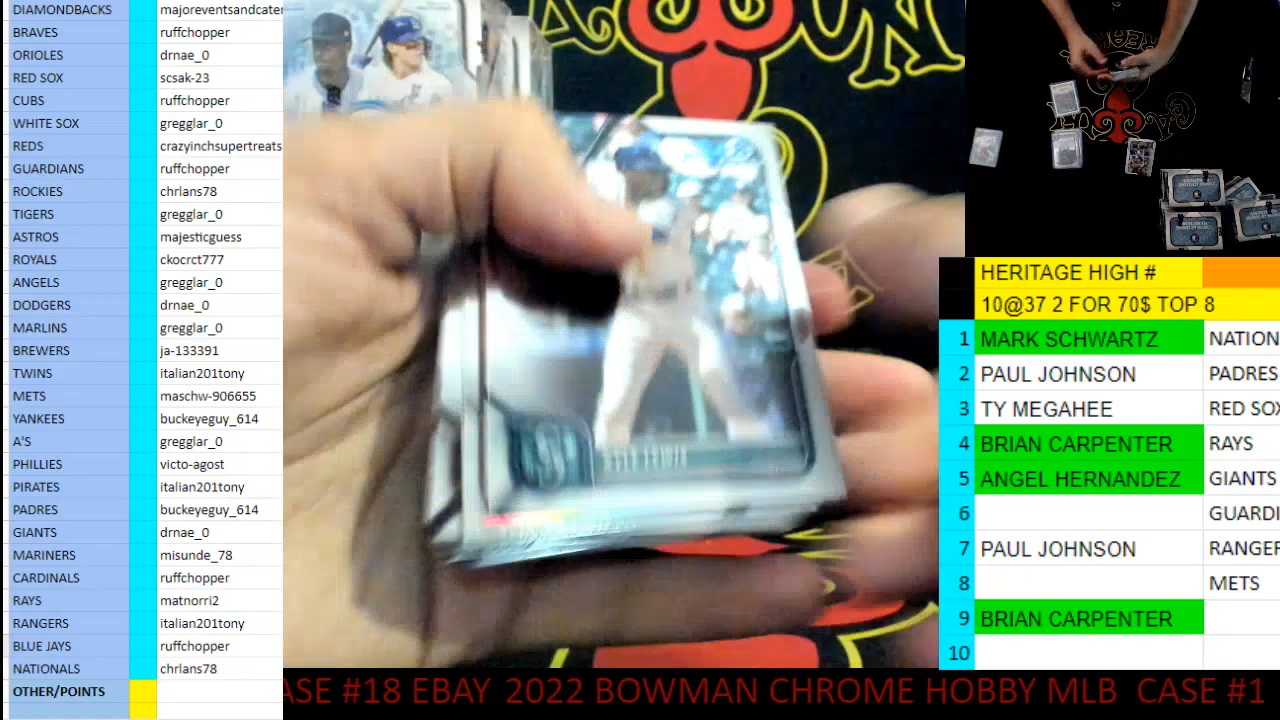 DIAMONDBACKS majoreventsandcater
BRAVES ruffchopper
ORIOLES drnae_0
RED SOX scsak-23
CUBS ruffchopper
WHITE SOX gregglar_0
REDS crazyinchsupertreats
GUARDIANS ruffchopper
ROCKIES chrlans78
TIGERS gregglar_0
ASTROS majesticguess
ROYALS ckocrct777
ANGELS gregglar_0
DODGERS drnae_0
MARLINS gregglar_0
BREWERS ja-133391
TWINS italian201tony
METS maschw-906655
YANKEES buckeyeguy_614
A'S gregglar_0
PHILLIES victo-agost
PIRATES italian201tony
PADRES buckeyeguy_614
GIANTS drnae_0
MARINERS misunde_78
CARDINALS ruffchopper
RAYS matnorri2
RANGERS italian201tony
BLUE JAYS ruffchopper
NATIONALS chrlans78
OTHER/POINTS
HERITAGE HIGH #
10@37 2 FOR 70$ TOP 8
1 MARK SCHWARTZ NATION
2 PAUL JOHNSON PADRES
3 TY MEGAHEE RED SOX
4 BRIAN CARPENTER RAYS
5 ANGEL HERNANDEZ GIANTS
6 GUARDI
7 PAUL JOHNSON RANGER
8 METS
9 BRIAN CARPENTER
10
ASE #18 EBAY 2022 BOWMAN CHROME HOBBY MLB CASE #1